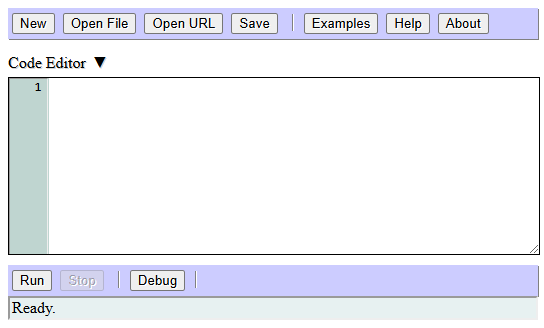 New Open File Open URL Save Examples Help About
Code Editor ▼
1
Run Stop Debug
Ready.